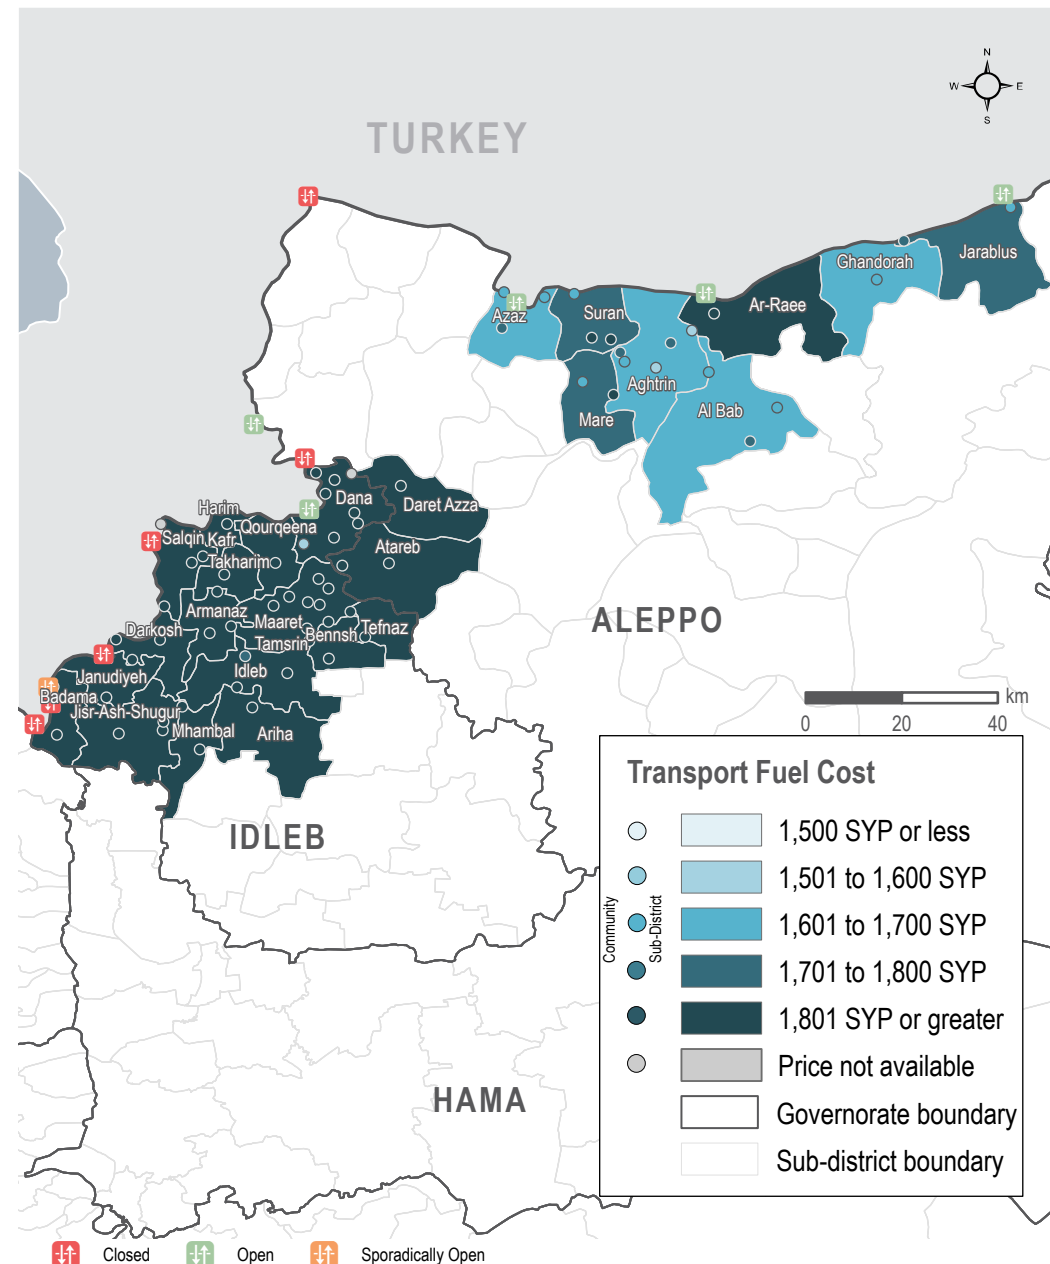 N
W E
S
TURKEY
Jarablus
Ghandorah
Ar-Raee
Azaz
Suran
Aghtrin
Al Bab
Mare
Dana
Daret Azza
Harim
Qourqeena
Salqin
Kafr
Takharim
Atareb
Armanaz
Maaret
Tamsrin
Bennsh
Tefnaz
Darkosh
Idleb
Janudiyeh
Badama
Jisr-Ash-Shugur
Mhambal
Ariha
ALEPPO
IDLEB
HAMA
km
0 20 40
Transport Fuel Cost
Community
Sub-District
1,500 SYP or less
1,501 to 1,600 SYP
1,601 to 1,700 SYP
1,701 to 1,800 SYP
1,801 SYP or greater
Price not available
Governorate boundary
Sub-district boundary
Closed Open Sporadically Open